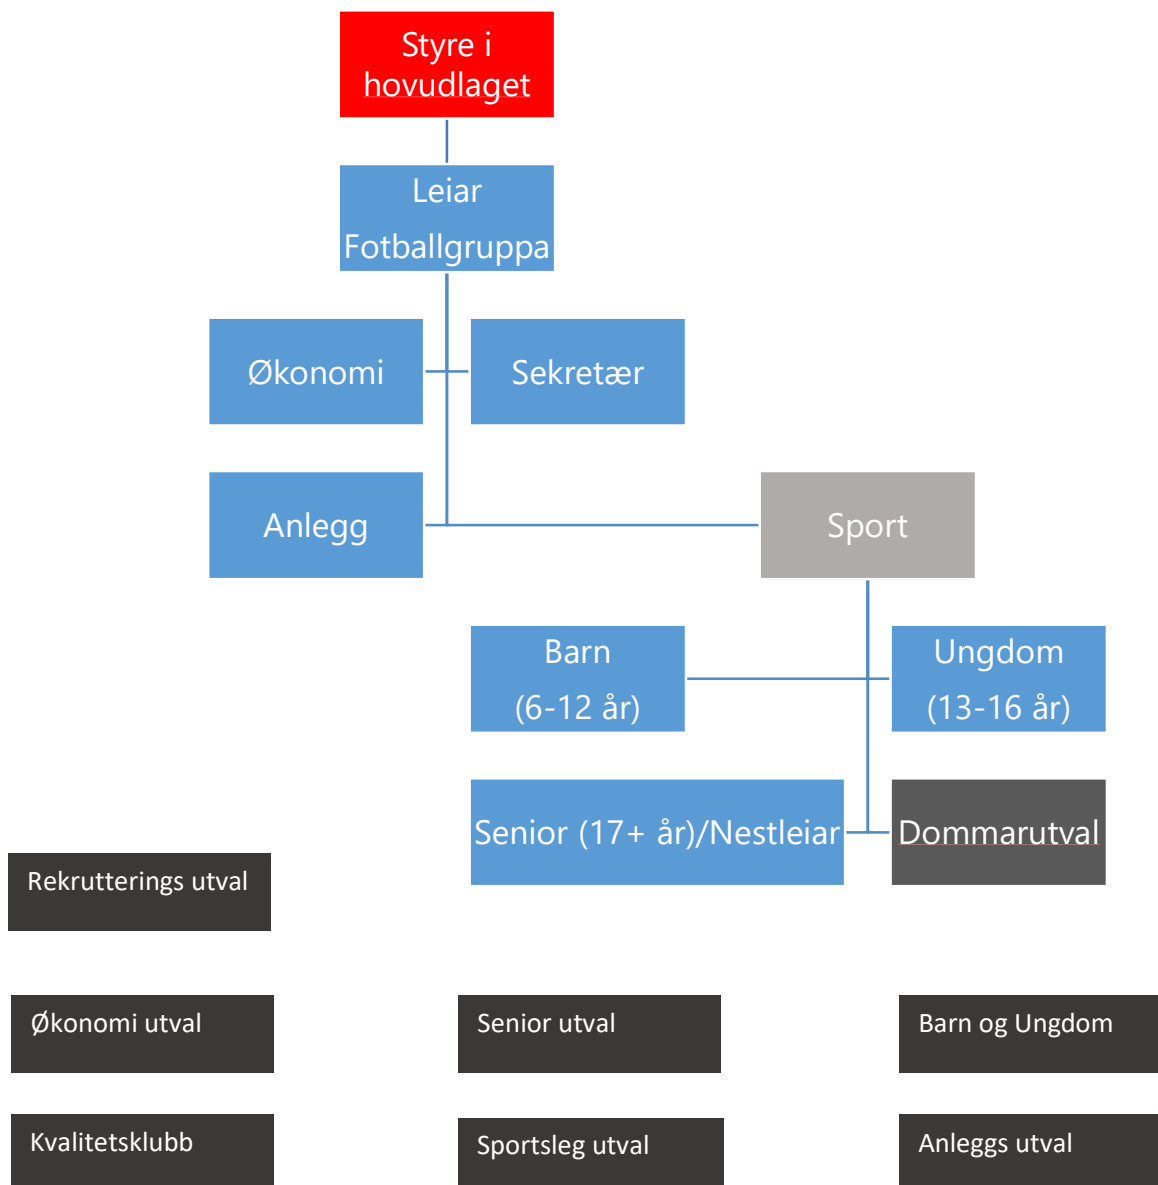 Styre i
hovudlaget
Leiar
Fotballgruppa
Økonomi
Sekretær
Anlegg
Sport
Barn
(6-12 år)
Ungdom
(13-16 år)
Senior (17+ år)/Nestleiar
Dommarutval
Rekrutterings utval
Økonomi utval
Senior utval
Barn og Ungdom
Kvalitetsklubb
Sportsleg utval
Anleggs utval